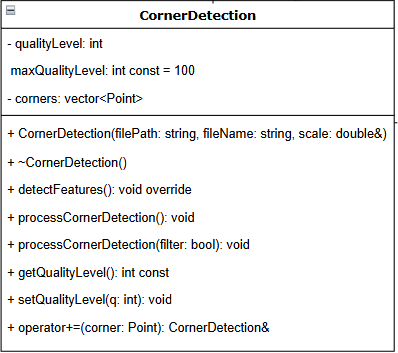 CornerDetection
- qualityLevel: int
maxQualityLevel: int const = 100
- corners: vector<Point>
+ CornerDetection(filePath: string, fileName: string, scale: double&)
+ ~CornerDetection()
+ detectFeatures(): void override
+ processCornerDetection(): void
+ processCornerDetection(filter: bool): void
+ getQualityLevel(): int const
+ setQualityLevel(q: int): void
+ operator+=(corner: Point): CornerDetection&